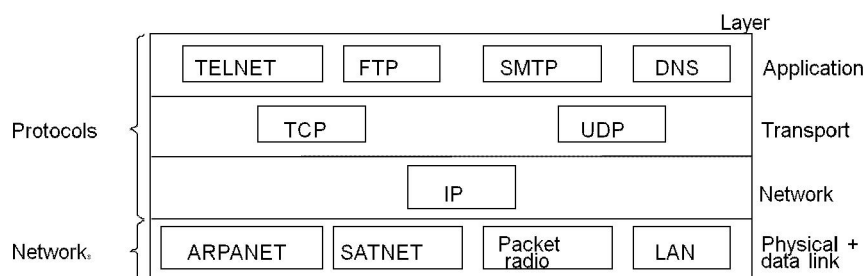 Layer
TELNET FTP SMTP DNS Application
Protocols TCP UDP Transport
IP Network
Networks ARPANET SATNET Packet radio LAN Physical + data link